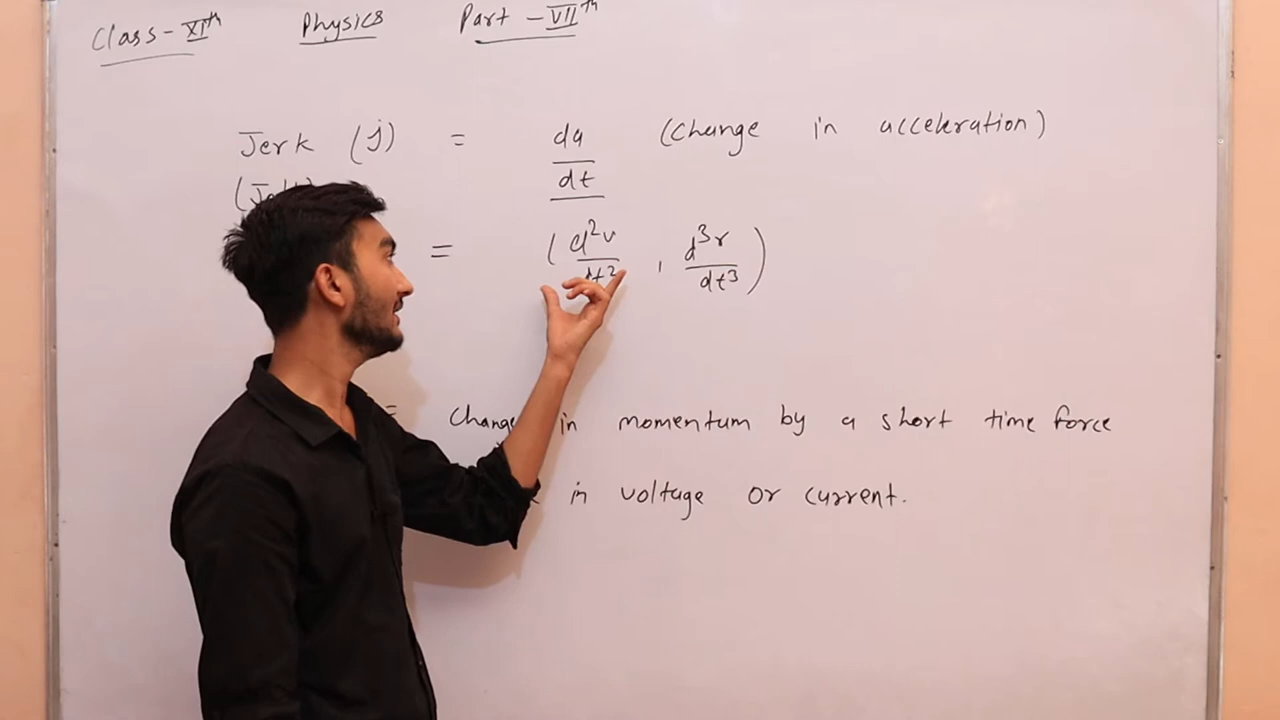 Class - XIth Physics Part - VIIth
Jerk (j) = da/dt (Change in acceleration)
= (d²v/dt², d³r/dt³)
= Change in momentum by a short time force
in voltage or current.